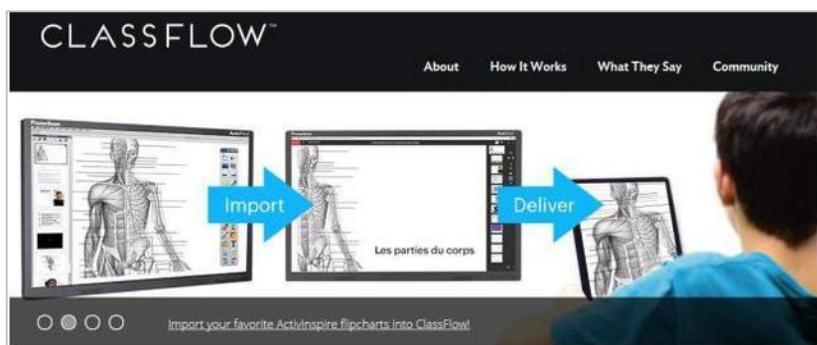 CLASSFLOW™
About How It Works What They Say Community
Import
Deliver
Les parties du corps
Import your favorite ActivInspire flipcharts into ClassFlow!